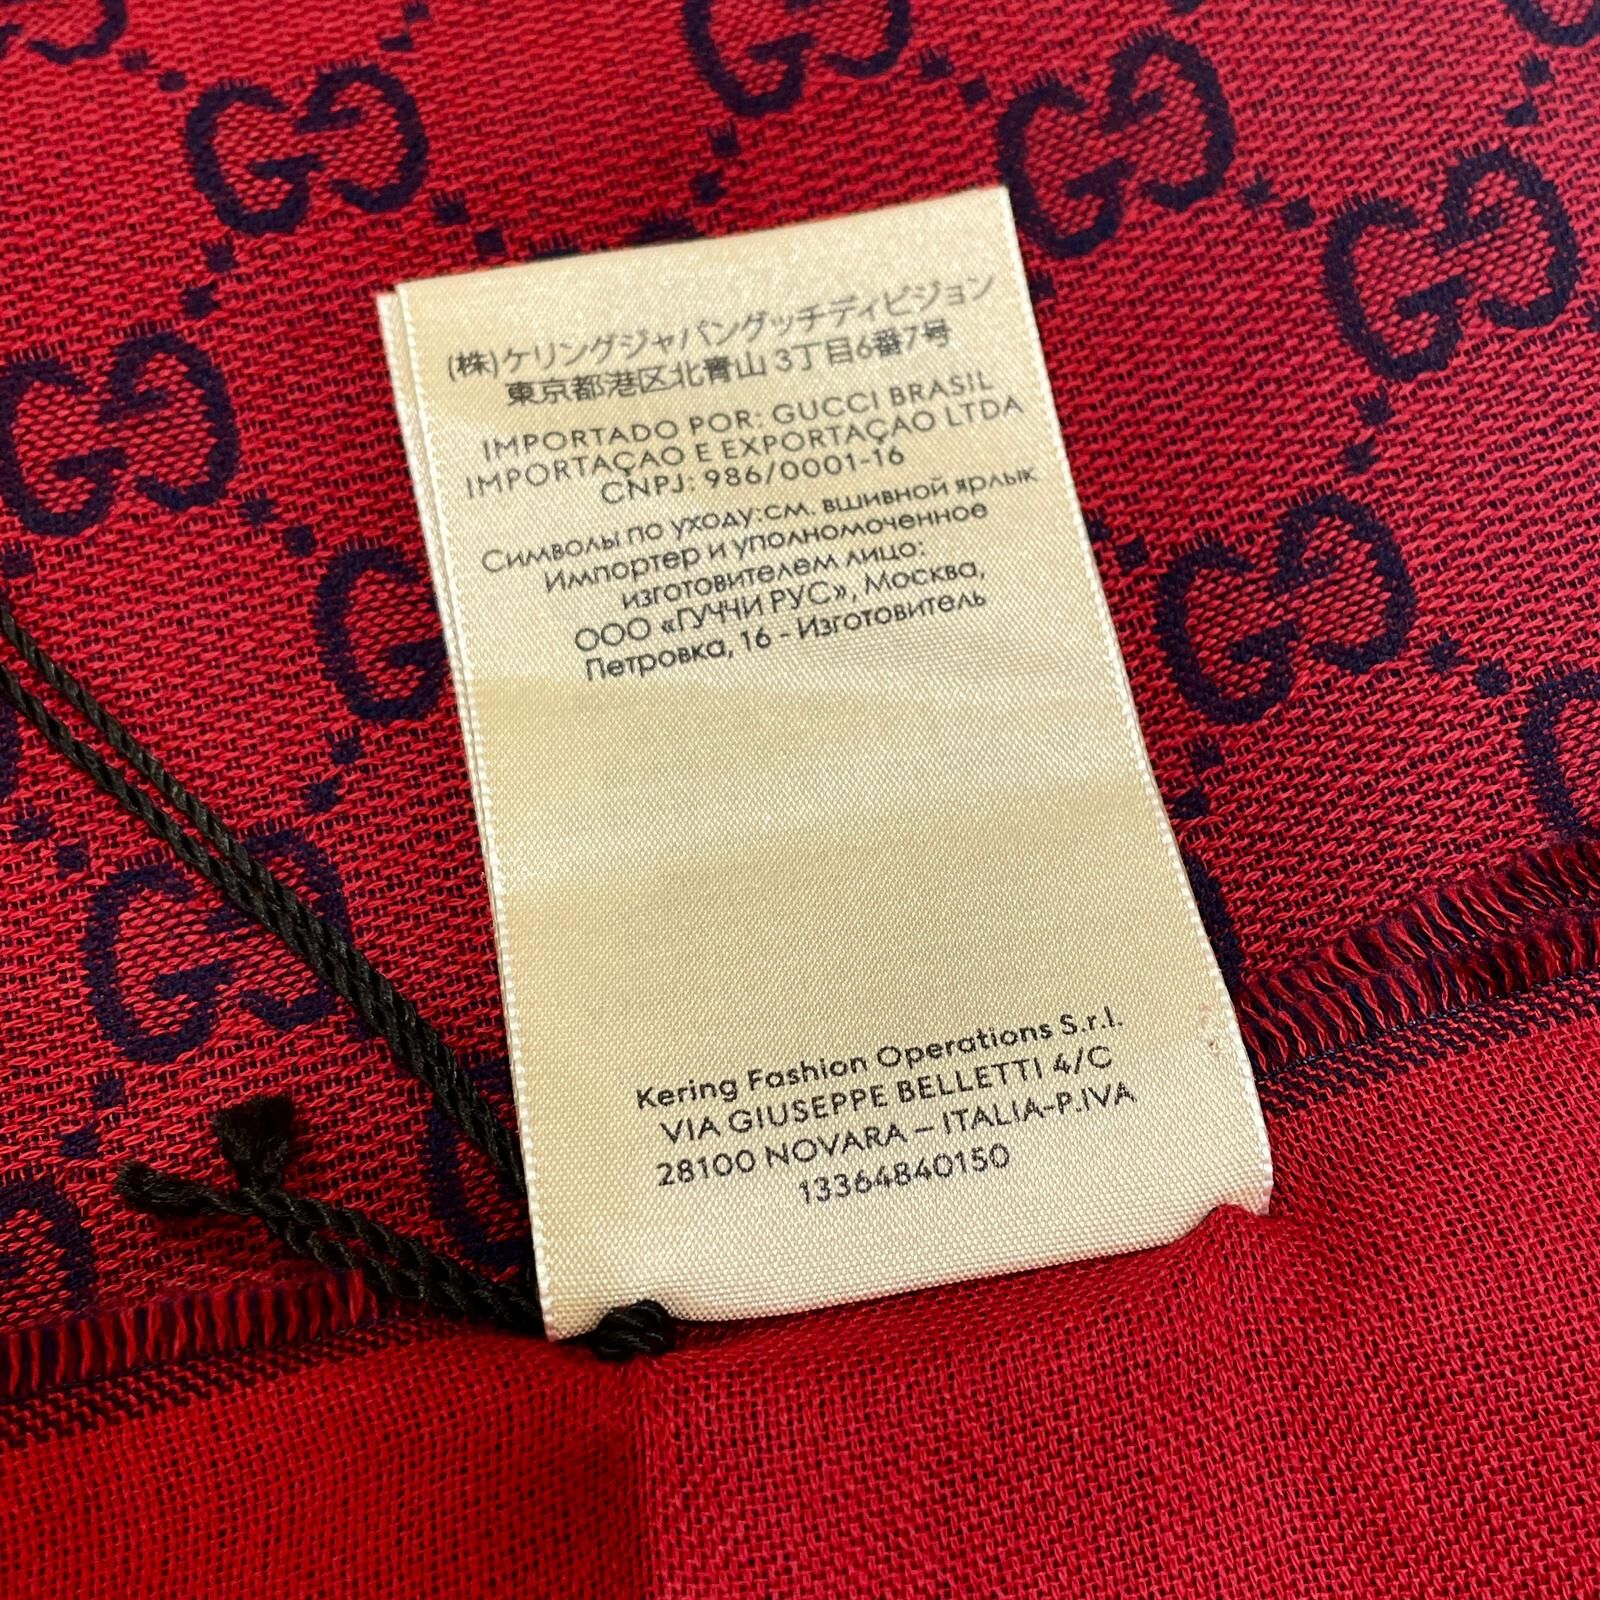 (株)ケリングジャパングッチディビジョン
東京都港区北青山 3丁目6番7号
IMPORTADO POR: GUCCI BRASIL
IMPORTAÇAO E EXPORTAÇAO LTDA
CNPJ: 986/0001-16
Символы по уходу:см. вшивной ярлык
Импортер и уполномоченное
изготовителем лицо:
ООО «ГУЧЧИ РУС», Москва,
Петровка, 16 - Изготовитель
Kering Fashion Operations S.r.l.
VIA GIUSEPPE BELLETTI 4/C
28100 NOVARA – ITALIA-P.IVA
13364840150